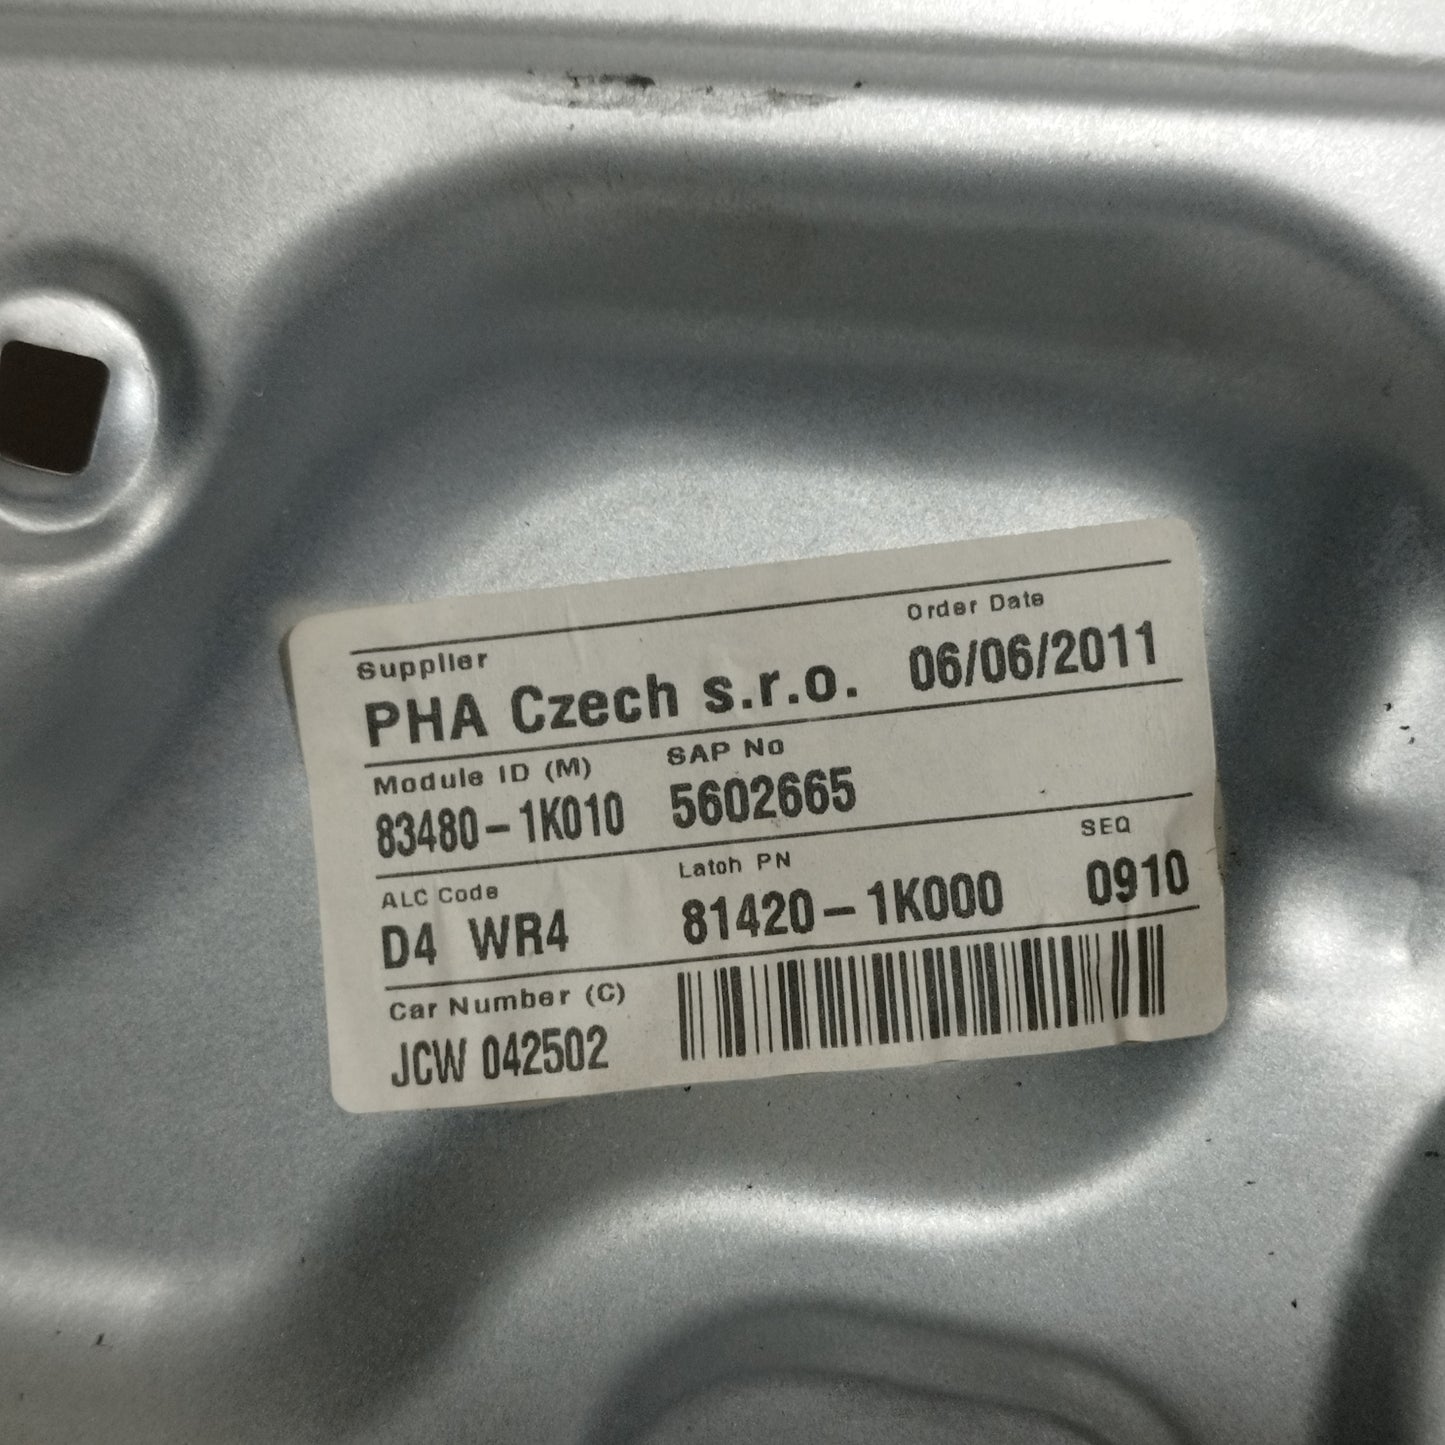 Supplier
Order Date
PHA Czech s.r.o.
06/06/2011
Module ID (M)
SAP No
83480-1K010
5602665
ALC Code
Latch PN
SEQ
D4 WR4
81420-1K000
0910
Car Number (C)
JCW 042502